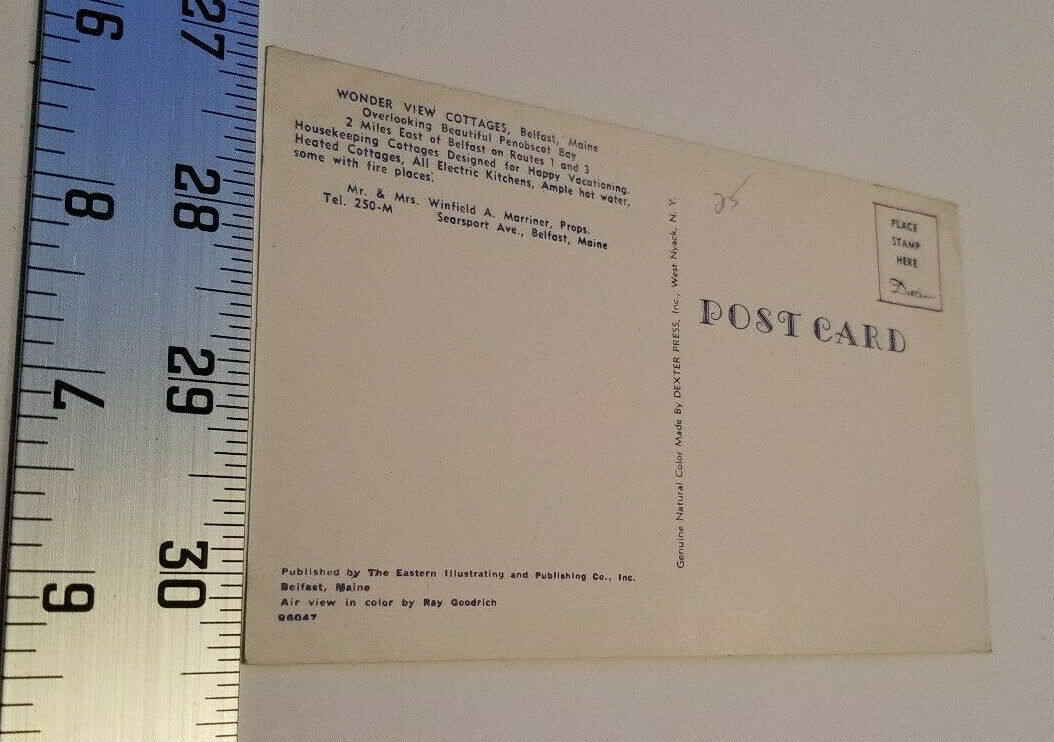 27
28
29
30
9
8
7
6
WONDER VIEW COTTAGES, Belfast, Maine
Overlooking Beautiful Penobscot Bay
2 Miles East of Belfast on Routes 1 and 3
Housekeeping Cottages Designed for Happy Vacationing.
Heated Cottages, All Electric Kitchens, Ample hot water,
some with fire places.
Mr. & Mrs. Winfield A. Marriner, Props.
Tel. 250-M Searsport Ave., Belfast, Maine
Published by The Eastern Illustrating and Publishing Co., Inc.
Belfast, Maine
Air view in color by Ray Goodrich
96047
Genuine Natural Color Made By DEXTER PRESS, Inc., West Nyack, N. Y.
25
PLACE
STAMP
HERE
Dexter
POST CARD